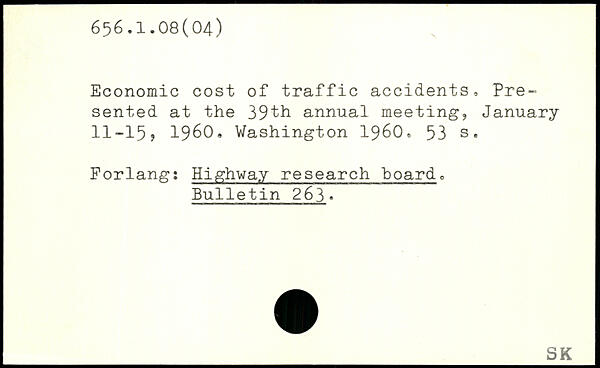 656.1.08(04)
Economic cost of traffic accidents. Pre-
sented at the 39th annual meeting, January
11-15, 1960. Washington 1960. 53 s.
Forlang: Highway research board.
Bulletin 263.
SK